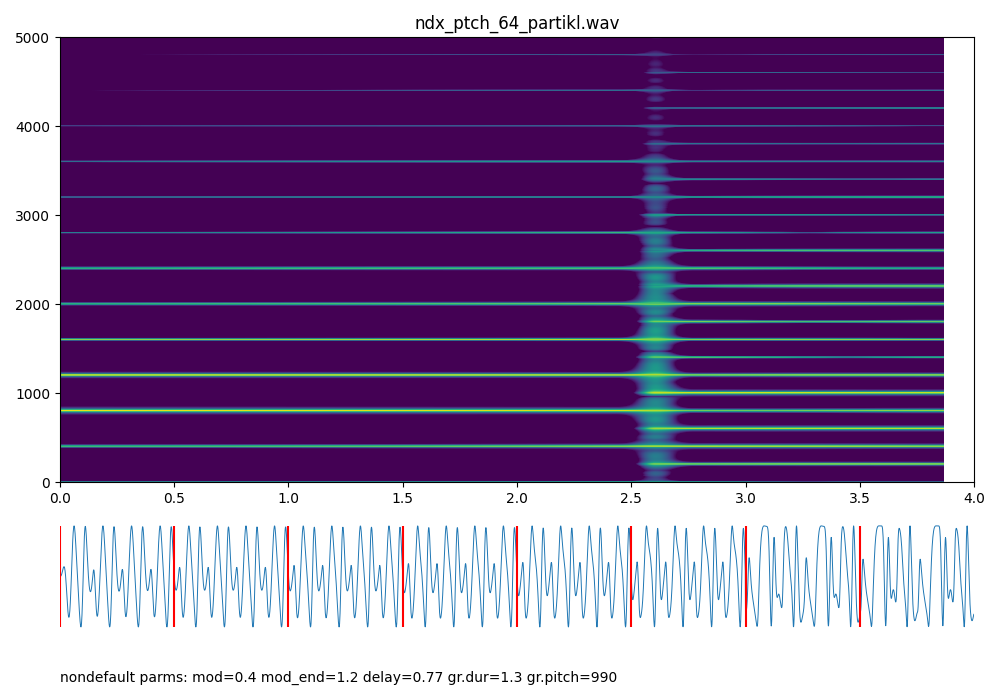 ndx_ptch_64_partikl.wav
5000
4000
3000
2000
1000
0
0.0 0.5 1.0 1.5 2.0 2.5 3.0 3.5 4.0
nondefault parms: mod=0.4 mod_end=1.2 delay=0.77 gr.dur=1.3 gr.pitch=990